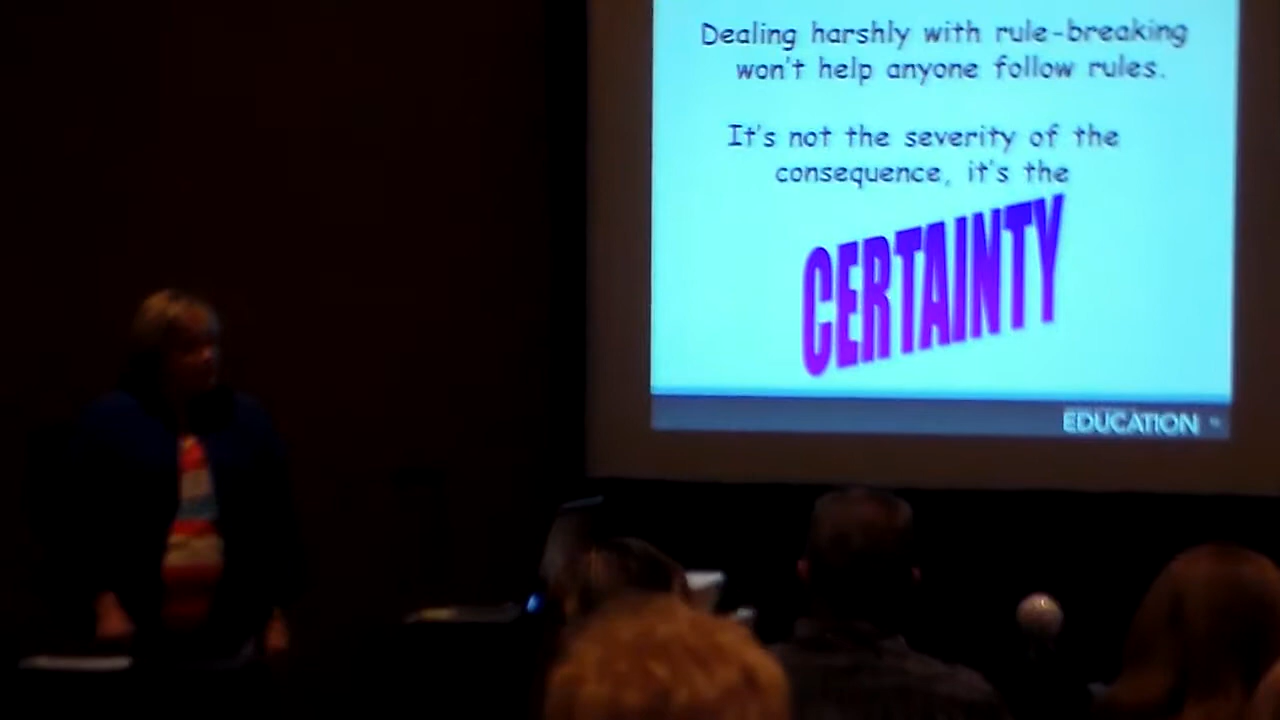 Dealing harshly with rule-breaking
won't help anyone follow rules.
It's not the severity of the
consequence, it's the
CERTAINTY
EDUCATION